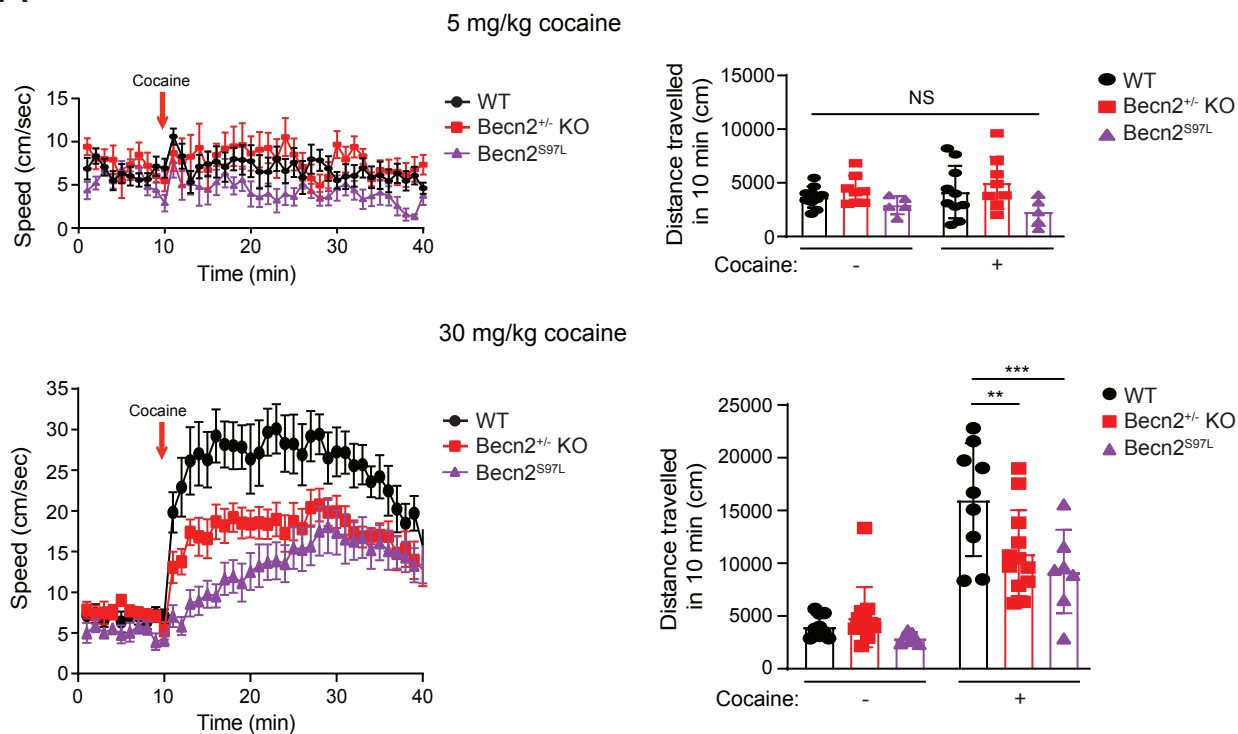 5 mg/kg cocaine
Cocaine
Speed (cm/sec)
15
10
5
0
0 10 20 30 40
Time (min)
WT
Becn2+/- KO
BecnS97L
Distance travelled
in 10 min (cm)
15000
10000
5000
0
NS
Cocaine: - +
WT
Becn2+/- KO
Becn2S97L
30 mg/kg cocaine
Cocaine
Speed (cm/sec)
35
30
25
20
15
10
5
0
0 10 20 30 40
Time (min)
WT
Becn2+/- KO
Becn2S97L
Distance travelled
in 10 min (cm)
25000
20000
15000
10000
5000
0
***
**
Cocaine: - +
WT
Becn2+/- KO
Becn2S97L